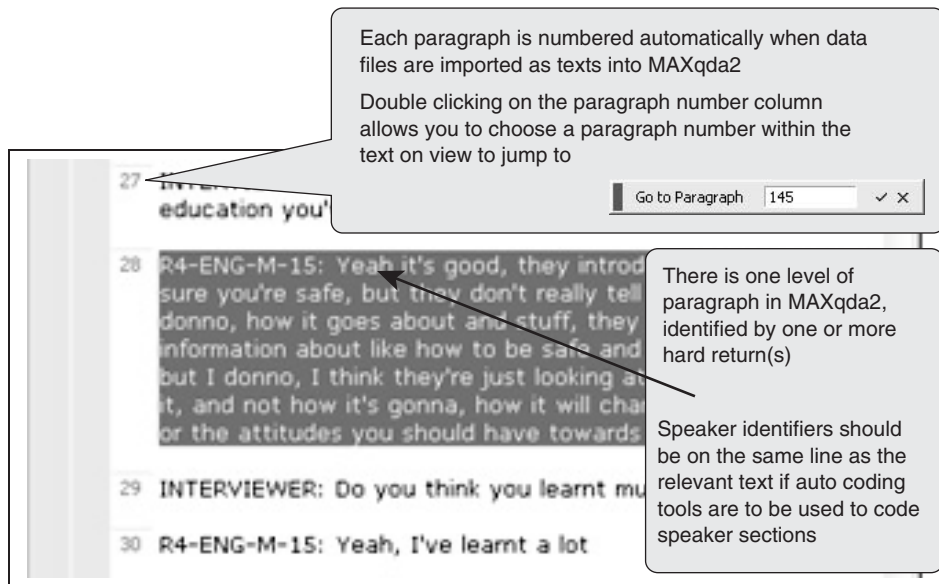 Each paragraph is numbered automatically when data
files are imported as texts into MAXqda2
Double clicking on the paragraph number column
allows you to choose a paragraph number within the
text on view to jump to
Go to Paragraph 145
27
education you'
28 R4-ENG-M-15: Yeah it's good, they introd
sure you're safe, but they don't really tell
donno, how it goes about and stuff, they
information about like how to be safe and
but I donno, I think they're just looking at
it, and not how it's gonna, how it will cha
or the attitudes you should have towards
There is one level of
paragraph in MAXqda2,
identified by one or more
hard return(s)
Speaker identifiers should
be on the same line as the
relevant text if auto coding
tools are to be used to code
speaker sections
29 INTERVIEWER: Do you think you learnt mu
30 R4-ENG-M-15: Yeah, I've learnt a lot